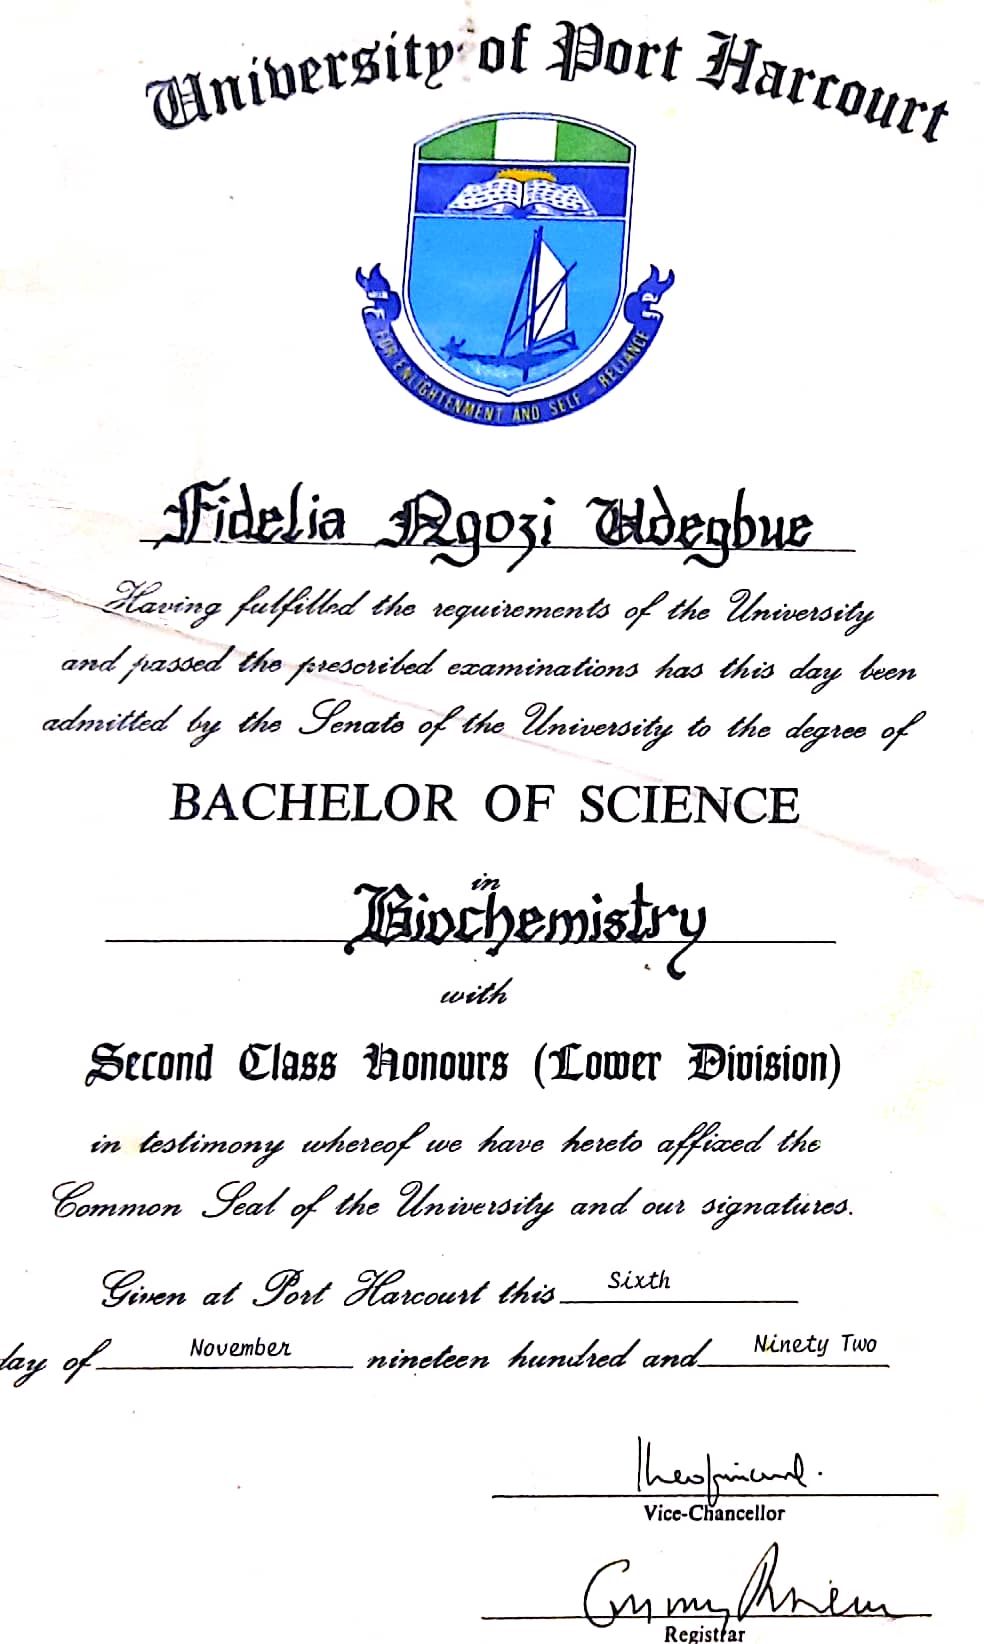 University of Port Harcourt
FOR ENLIGHTENMENT AND SELF - RELIANCE
Fidelia Ngozi Udegbue
Having fulfilled the requirements of the University
and passed the prescribed examinations has this day been
admitted by the Senate of the University to the degree of
BACHELOR OF SCIENCE
in
Biochemistry
with
Second Class Honours (Lower Division)
in testimony whereof we have hereto affixed the
Common Seal of the University and our signatures.
Given at Port Harcourt this Sixth
day of November nineteen hundred and Ninety Two
Vice-Chancellor
Registrar